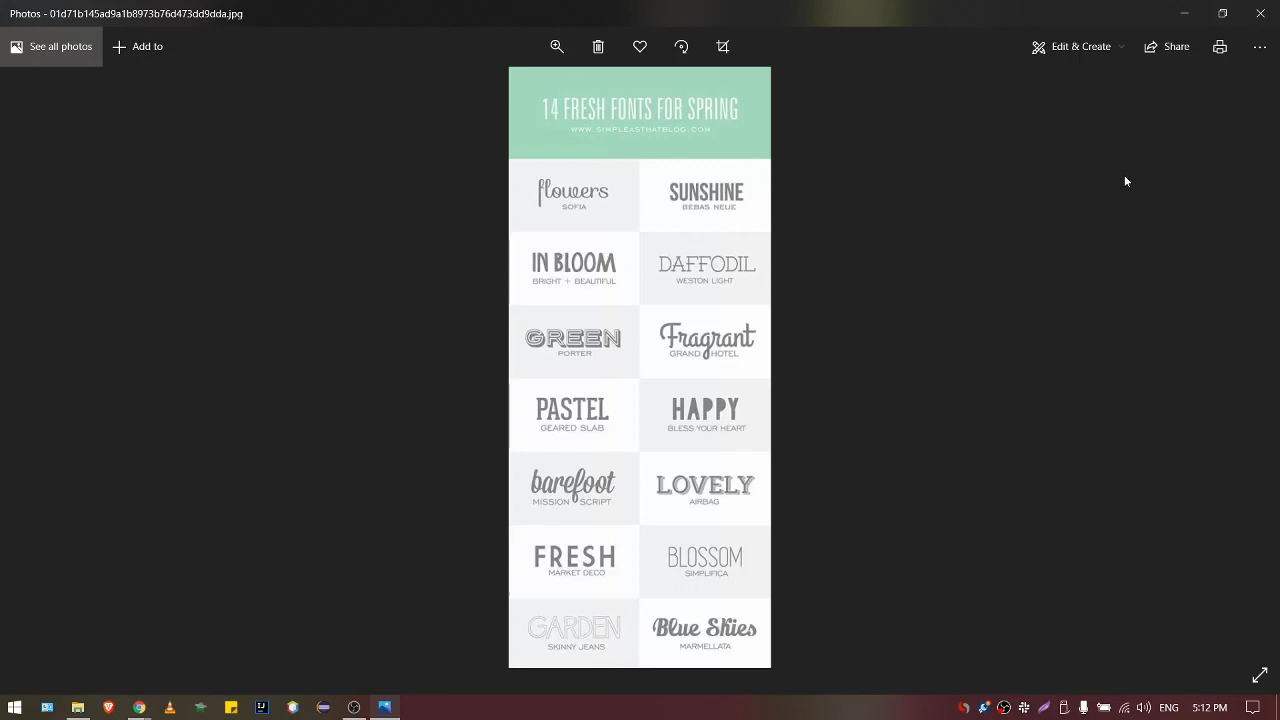 Photos - 01d71b145ad9a1b8973b76d473dd9dbc.jpg
See all photos
Add to
Edit & Create
Share
14 FRESH FONTS FOR SPRING
WWW.SIMPLEASTHATBLOG.COM
flowers
SOFIA
SUNSHINE
BEBAS NEUE
IN BLOOM
BRIGHT + BEAUTIFUL
DAFFODIL
WESTON LIGHT
GREEN
PORTER
Fragrant
GRAND HOTEL
PASTEL
GEARED SLAB
HAPPY
BLESS YOUR HEART
barefoot
MISSION SCRIPT
LOVELY
AIRBAG
FRESH
MARKET DECO
BLOSSOM
SIMPLIFICA
GARDEN
SKINNY JEANS
Blue Skies
MARMELLATA
ENG
5:12 PM